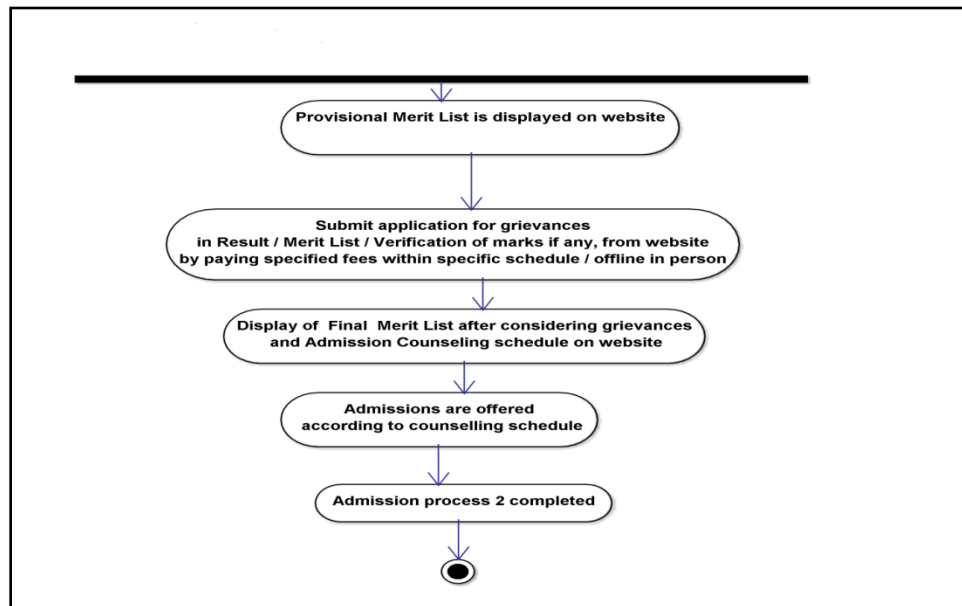 Provisional Merit List is displayed on website
Submit application for grievances
in Result / Merit List / Verification of marks if any, from website
by paying specified fees within specific schedule / offline in person
Display of Final Merit List after considering grievances
and Admission Counseling schedule on website
Admissions are offered
according to counselling schedule
Admission process 2 completed